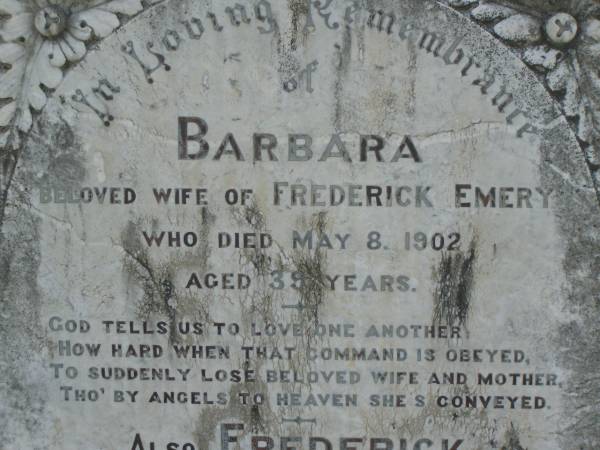 In Loving Remembrance
of
BARBARA
BELOVED WIFE OF FREDERICK EMERY
WHO DIED MAY 8. 1902
AGED 38 YEARS.
GOD TELLS US TO LOVE ONE ANOTHER,
HOW HARD WHEN THAT COMMAND IS OBEYED,
TO SUDDENLY LOSE BELOVED WIFE AND MOTHER,
THO' BY ANGELS TO HEAVEN SHE'S CONVEYED.
ALSO FREDERICK